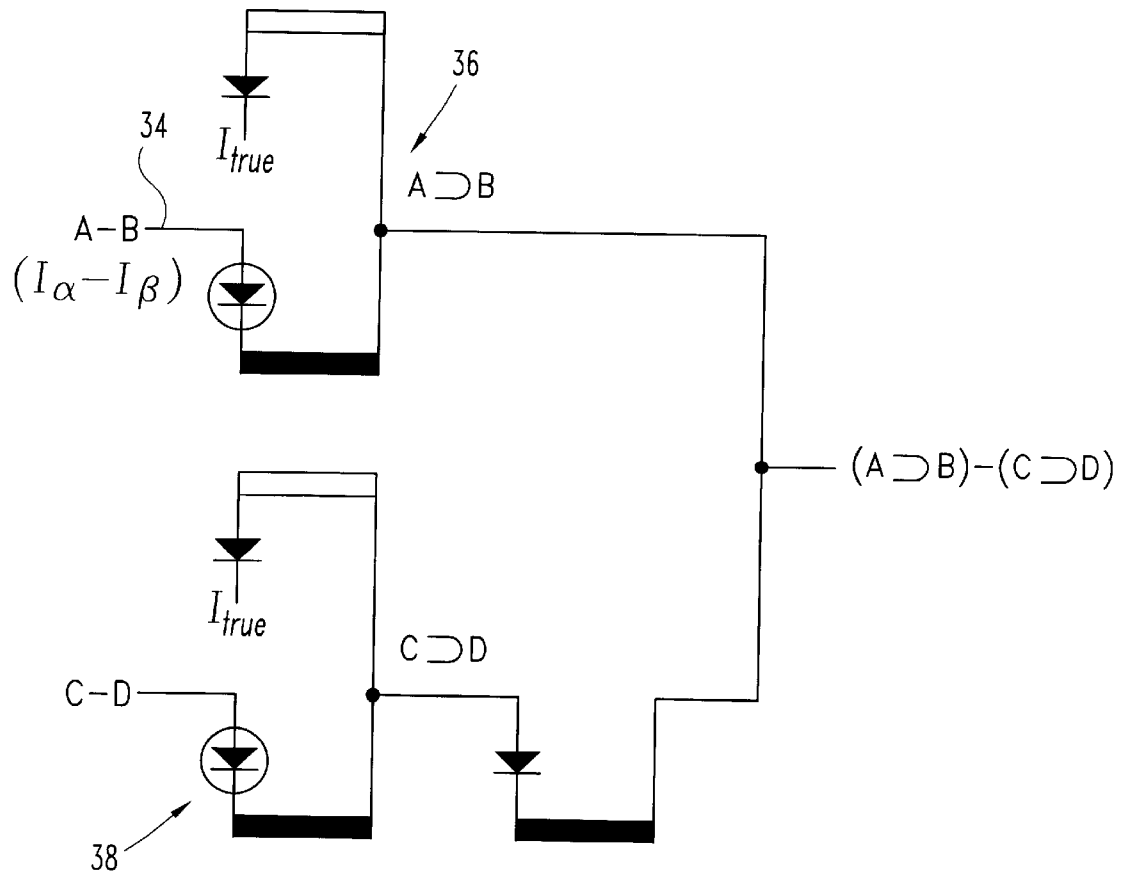 36
34
I_true
A⊃B
A−B
(I_α−I_β)
(A⊃B)−(C⊃D)
I_true
C⊃D
C−D
38